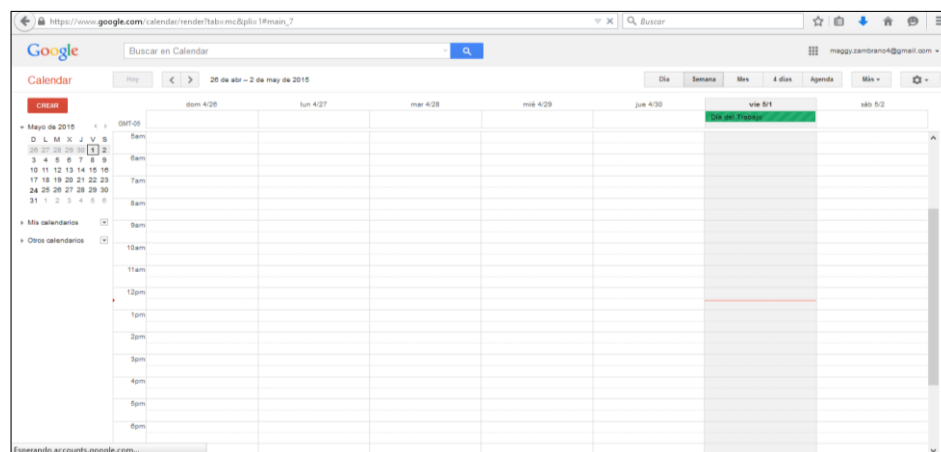 https://www.google.com/calendar/render?tab=mc&pli=1#main_7
Buscar
Google
Buscar en Calendar
maggy.zambrano4@gmail.com
Calendar
Hoy
26 de abr – 2 de may de 2015
Día Semana Mes 4 días Agenda Más
CREAR
dom 4/26 lun 4/27 mar 4/28 mié 4/29 jue 4/30 vie 5/1 sáb 5/2
GMT-05
Día del Trabajo
Mayo de 2015
D L M X J V S
26 27 28 29 30 1 2
3 4 5 6 7 8 9
10 11 12 13 14 15 16
17 18 19 20 21 22 23
24 25 26 27 28 29 30
31 1 2 3 4 5 6
Mis calendarios
Otros calendarios
5am
6am
7am
8am
9am
10am
11am
12pm
1pm
2pm
3pm
4pm
5pm
6pm
Esperando accounts.google.com...